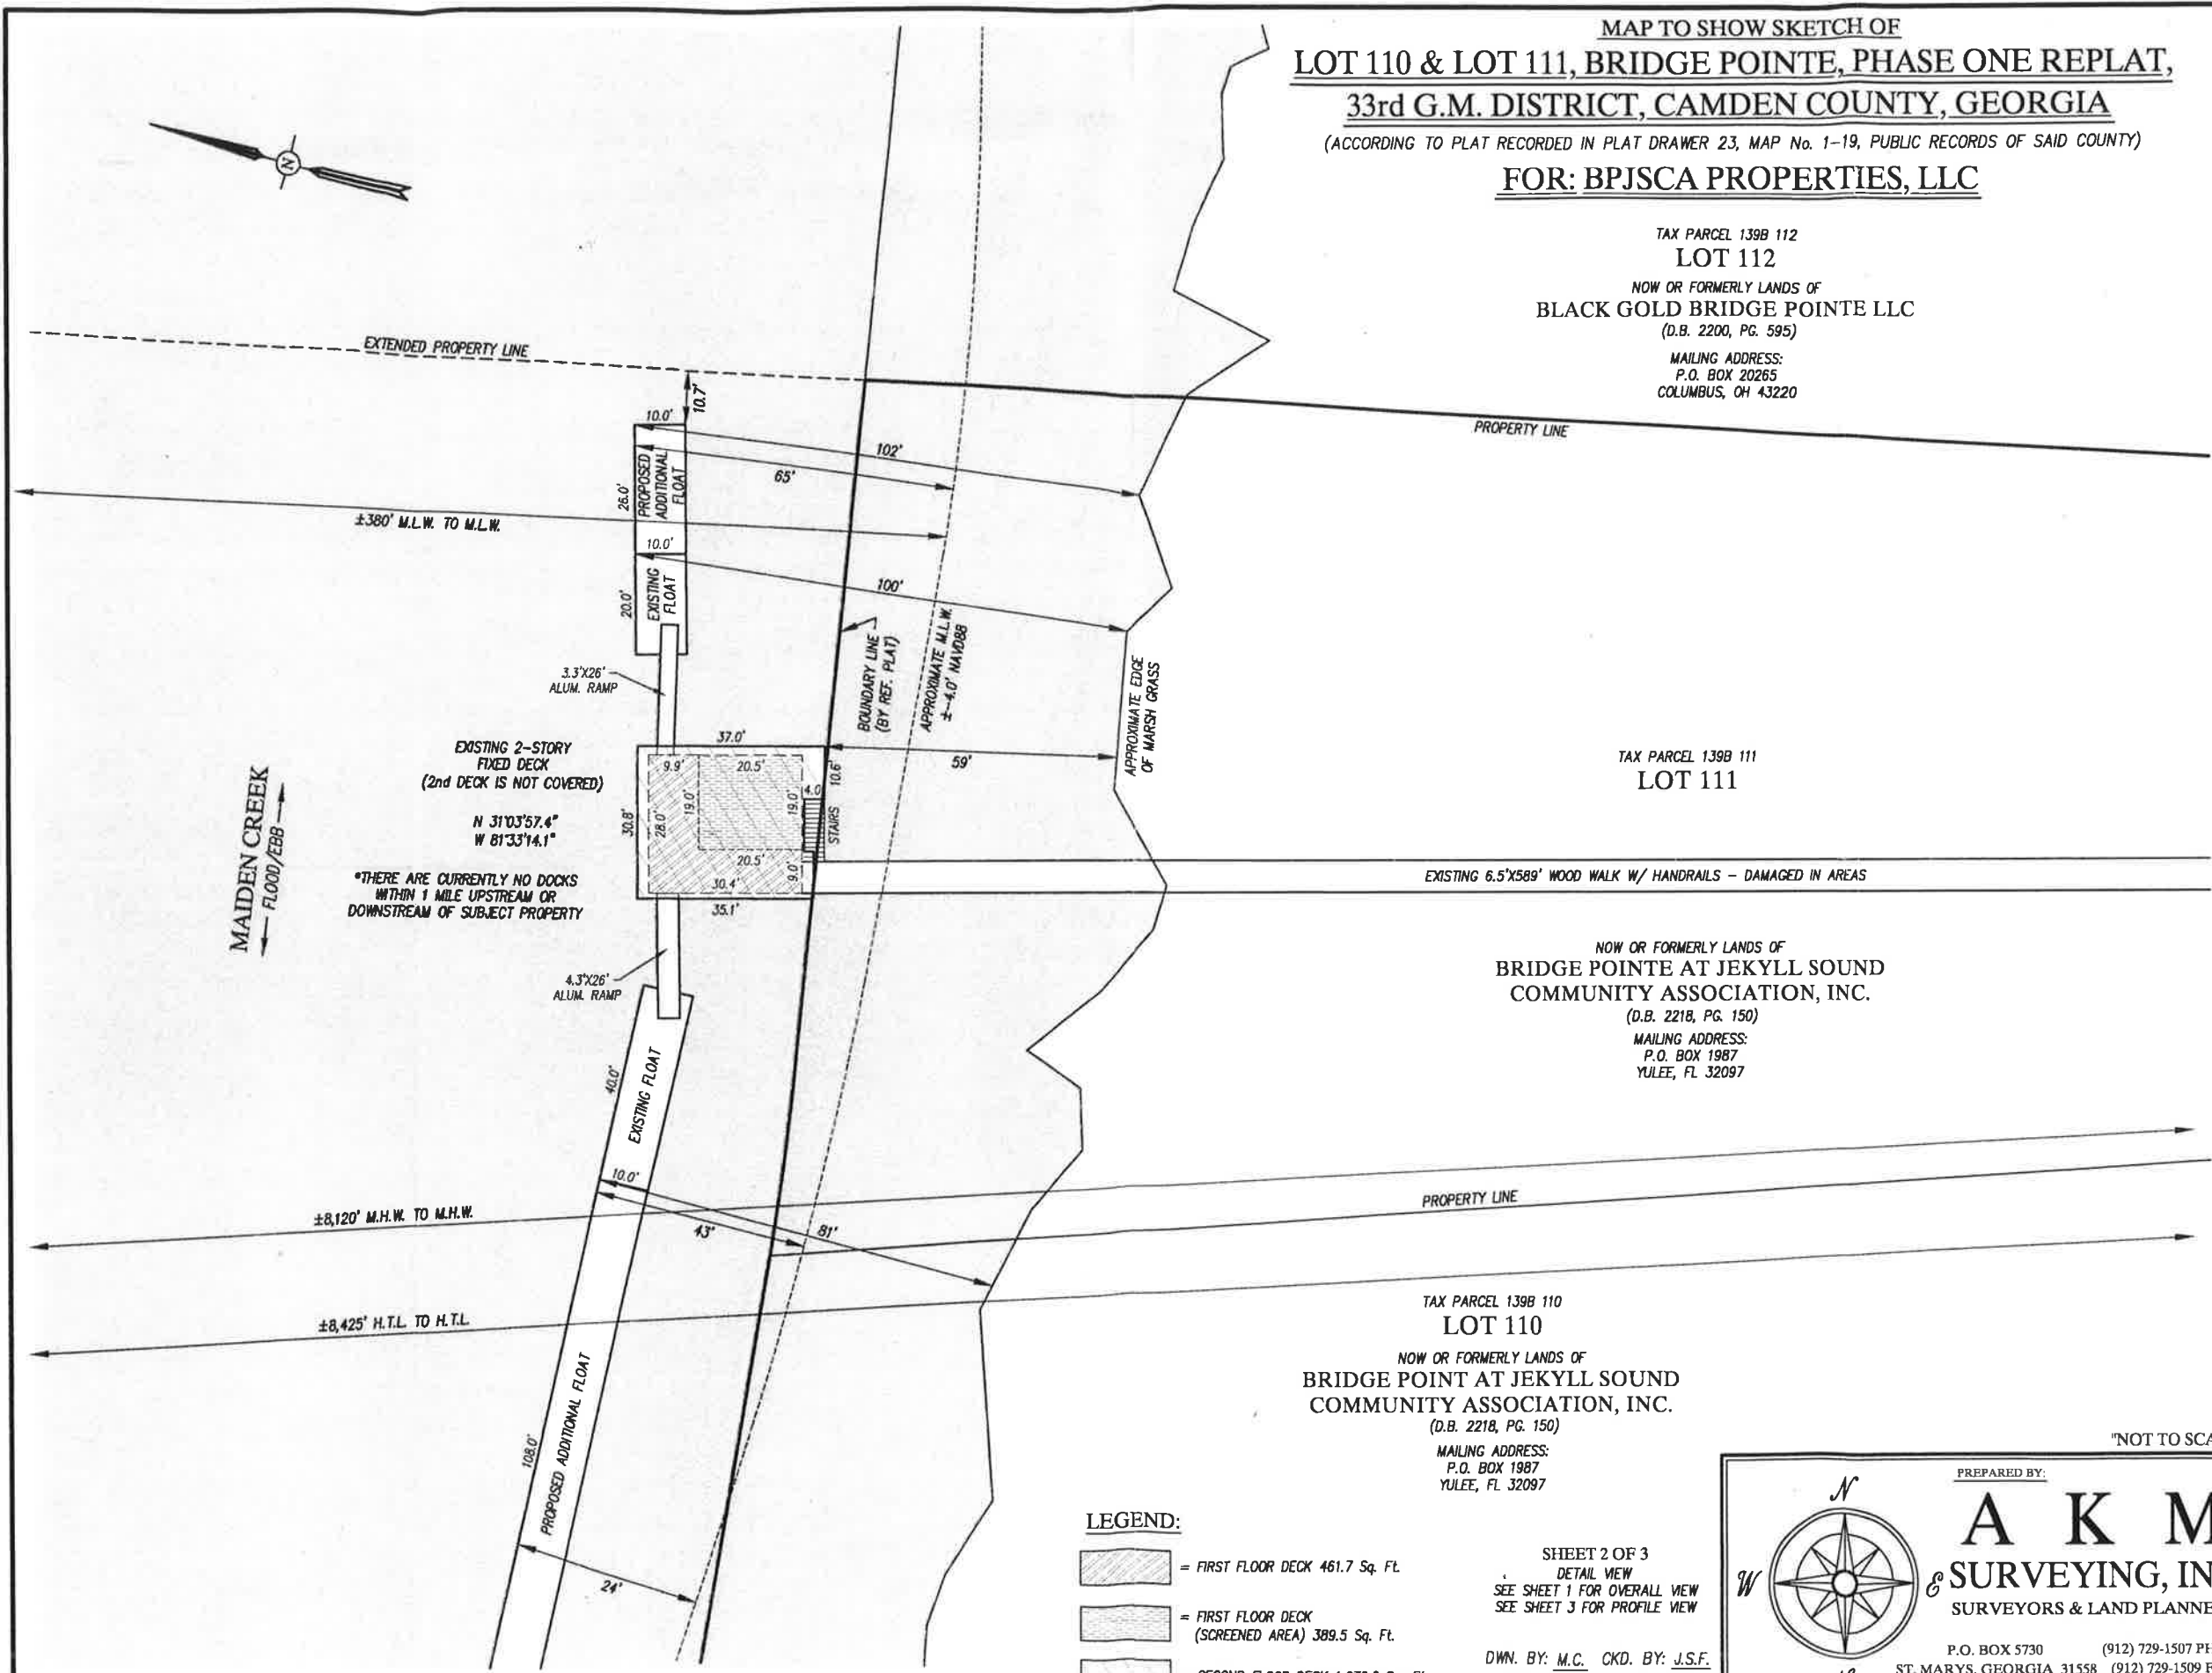 MAP TO SHOW SKETCH OF
LOT 110 & LOT 111, BRIDGE POINTE, PHASE ONE REPLAT,
33rd G.M. DISTRICT, CAMDEN COUNTY, GEORGIA
(ACCORDING TO PLAT RECORDED IN PLAT DRAWER 23, MAP No. 1-19, PUBLIC RECORDS OF SAID COUNTY)
FOR: BPJSCA PROPERTIES, LLC
N
TAX PARCEL 139B 112
LOT 112
NOW OR FORMERLY LANDS OF
BLACK GOLD BRIDGE POINTE LLC
(D.B. 2200, PG. 595)
MAILING ADDRESS:
P.O. BOX 20265
COLUMBUS, OH 43220
EXTENDED PROPERTY LINE
10.7'
PROPERTY LINE
10.0'
102'
65'
26.0'
PROPOSED
ADDITIONAL
FLOAT
±380' M.L.W. TO M.L.W.
10.0'
100'
20.0'
EXISTING
FLOAT
BOUNDARY LINE
(BY REF. PLAT)
APPROXIMATE M.L.W.
±-4.0' NAVD88
APPROXIMATE EDGE
OF MARSH GRASS
3.3'X26'
ALUM. RAMP
37.0'
59'
EXISTING 2-STORY
FIXED DECK
(2nd DECK IS NOT COVERED)
N 31°03'57.4"
W 81°33'14.1"
*THERE ARE CURRENTLY NO DOCKS
WITHIN 1 MILE UPSTREAM OR
DOWNSTREAM OF SUBJECT PROPERTY
MAIDEN CREEK
FLOOD/EBB
9.9'
20.5'
10.6'
4.0
30.8'
28.0'
19.0'
19.0'
STAIRS
20.5'
9.0'
30.4'
35.1'
TAX PARCEL 139B 111
LOT 111
EXISTING 6.5'X589' WOOD WALK W/ HANDRAILS - DAMAGED IN AREAS
NOW OR FORMERLY LANDS OF
BRIDGE POINTE AT JEKYLL SOUND
COMMUNITY ASSOCIATION, INC.
(D.B. 2218, PG. 150)
MAILING ADDRESS:
P.O. BOX 1987
YULEE, FL 32097
4.3'X26'
ALUM. RAMP
40.0'
EXISTING FLOAT
10.0'
43'
81'
±8,120' M.H.W. TO M.H.W.
PROPERTY LINE
±8,425' H.T.L. TO H.T.L.
108.0'
PROPOSED ADDITIONAL FLOAT
24'
TAX PARCEL 139B 110
LOT 110
NOW OR FORMERLY LANDS OF
BRIDGE POINT AT JEKYLL SOUND
COMMUNITY ASSOCIATION, INC.
(D.B. 2218, PG. 150)
MAILING ADDRESS:
P.O. BOX 1987
YULEE, FL 32097
LEGEND:
= FIRST FLOOR DECK 461.7 Sq. Ft.
= FIRST FLOOR DECK
(SCREENED AREA) 389.5 Sq. Ft.
SHEET 2 OF 3
DETAIL VIEW
SEE SHEET 1 FOR OVERALL VIEW
SEE SHEET 3 FOR PROFILE VIEW
DWN. BY: M.C. CKD. BY: J.S.F.
"NOT TO SCA
PREPARED BY:
N
W
E
A K M
SURVEYING, IN
SURVEYORS & LAND PLANNE
P.O. BOX 5730 (912) 729-1507 PH
ST. MARYS, GEORGIA 31558 (912) 729-1509